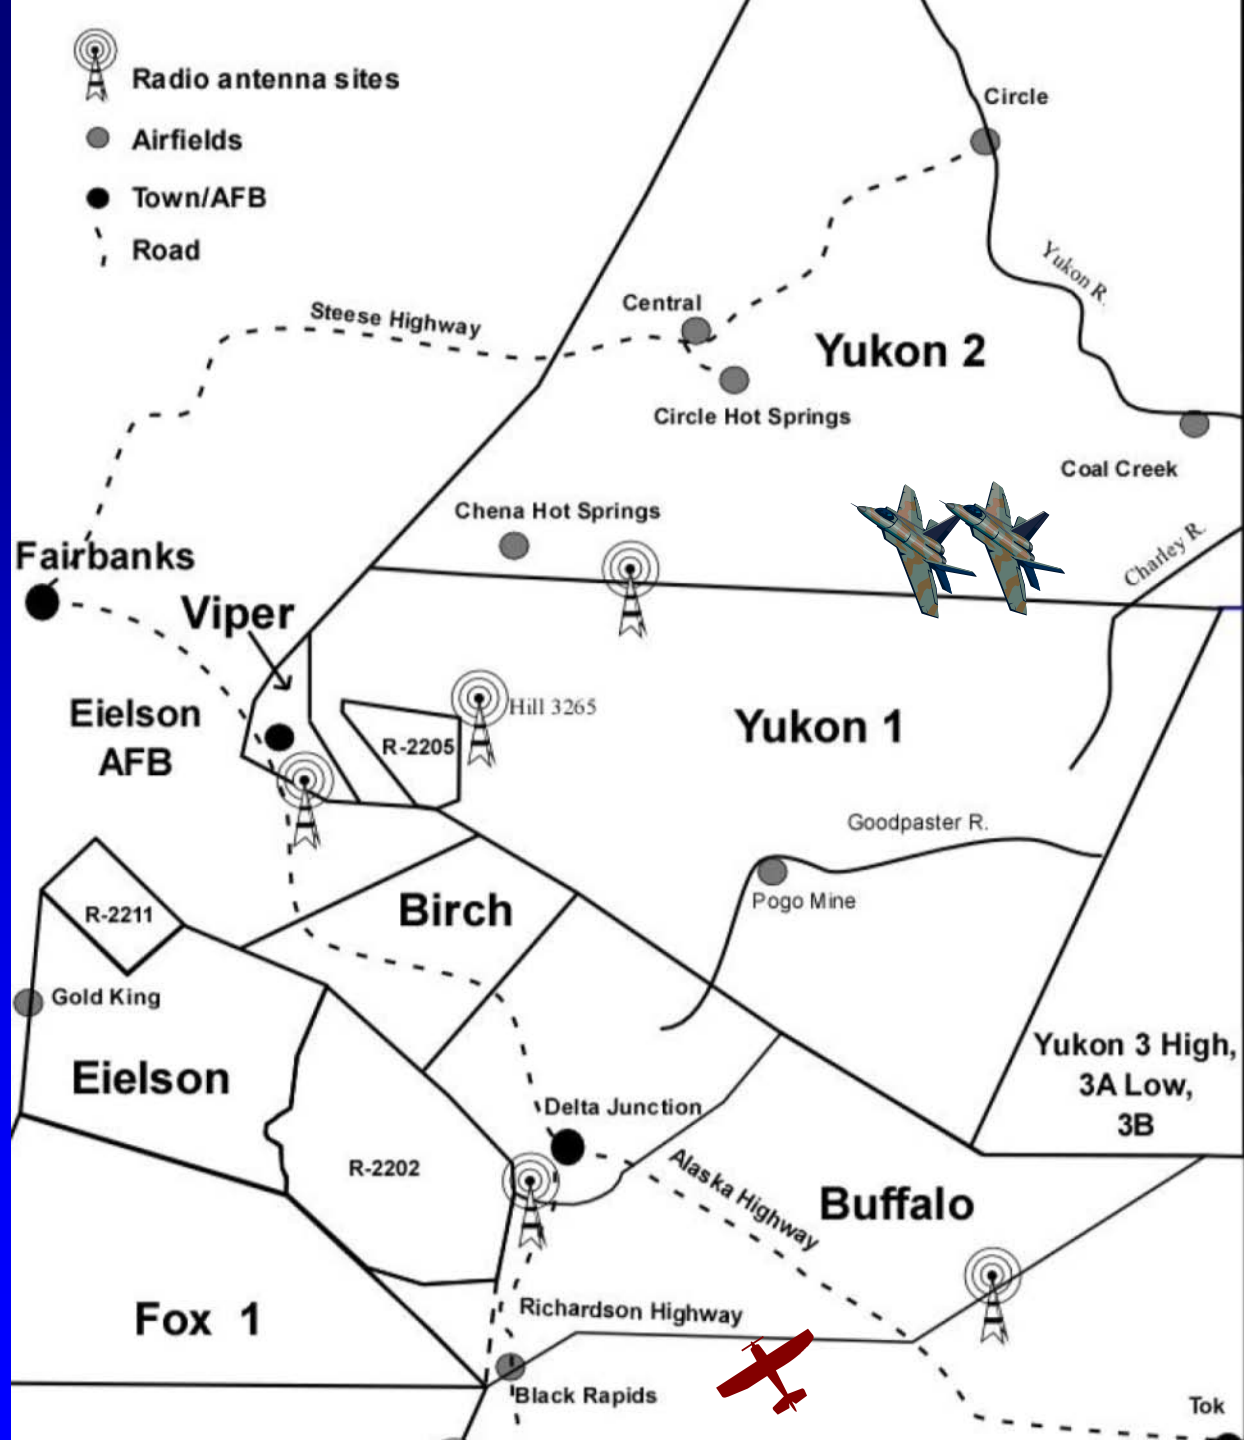 Radio antenna sites
Airfields
Town/AFB
Road
Circle
Yukon R.
Steese Highway
Central
Yukon 2
Circle Hot Springs
Coal Creek
Chena Hot Springs
Charley R.
Fairbanks
Viper
Hill 3265
Eielson
AFB
R-2205
Yukon 1
Goodpaster R.
Pogo Mine
Birch
R-2211
Gold King
Eielson
Yukon 3 High,
3A Low,
3B
Delta Junction
R-2202
Alaska Highway
Buffalo
Fox 1
Richardson Highway
Black Rapids
Tok